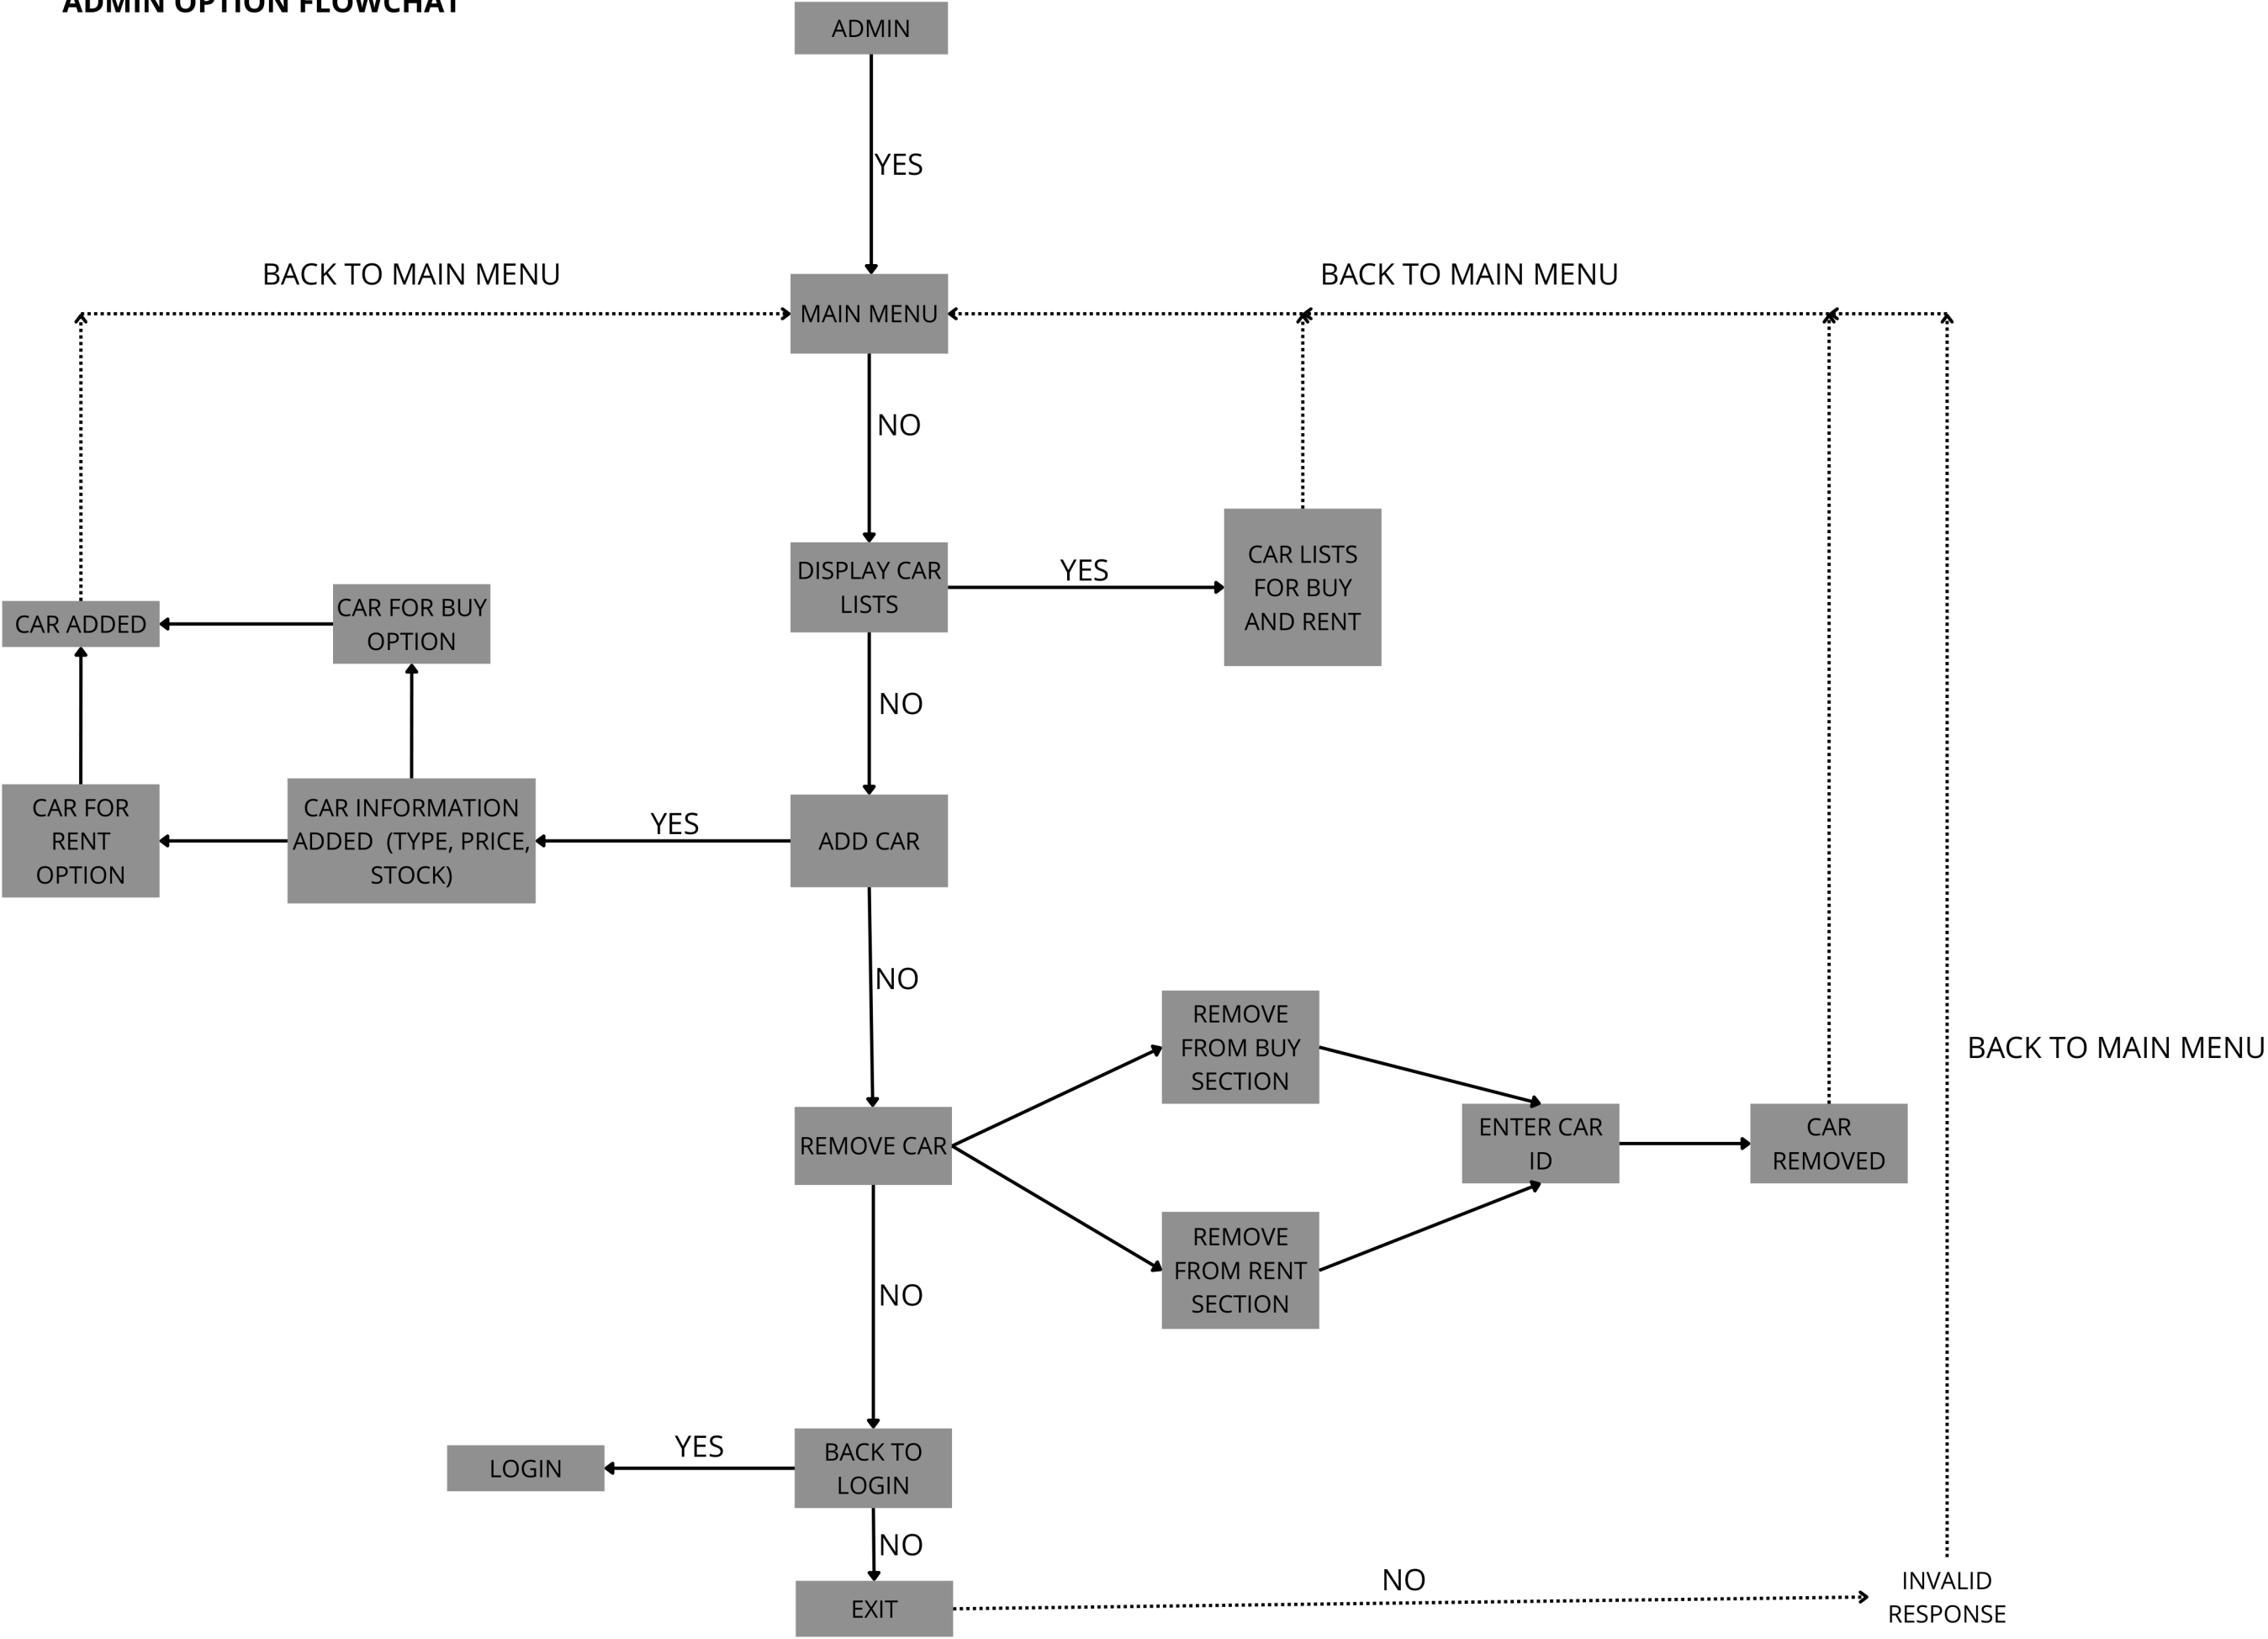 ADMIN OPTION FLOWCHAT
ADMIN
YES
BACK TO MAIN MENU
BACK TO MAIN MENU
MAIN MENU
NO
DISPLAY CAR
LISTS
YES
CAR LISTS
FOR BUY
AND RENT
CAR ADDED
CAR FOR BUY
OPTION
NO
CAR FOR
RENT
OPTION
CAR INFORMATION
ADDED (TYPE, PRICE,
STOCK)
YES
ADD CAR
NO
REMOVE
FROM BUY
SECTION
BACK TO MAIN MENU
REMOVE CAR
ENTER CAR
ID
CAR
REMOVED
REMOVE
FROM RENT
SECTION
NO
LOGIN
YES
BACK TO
LOGIN
NO
EXIT
NO
INVALID
RESPONSE